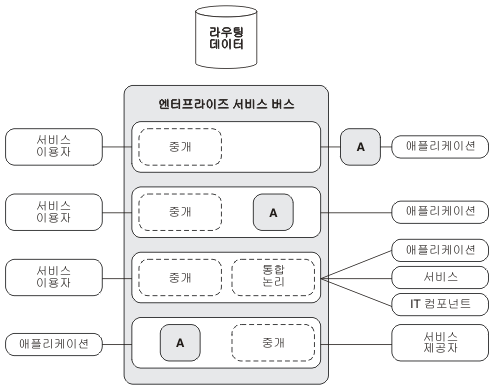 라우팅
데이터
엔터프라이즈 서비스 버스
서비스
이용자
중개
A
애플리케이션
서비스
이용자
중개
A
애플리케이션
서비스
이용자
중개
통합
논리
애플리케이션
서비스
IT 컴포넌트
애플리케이션
A
중개
서비스
제공자